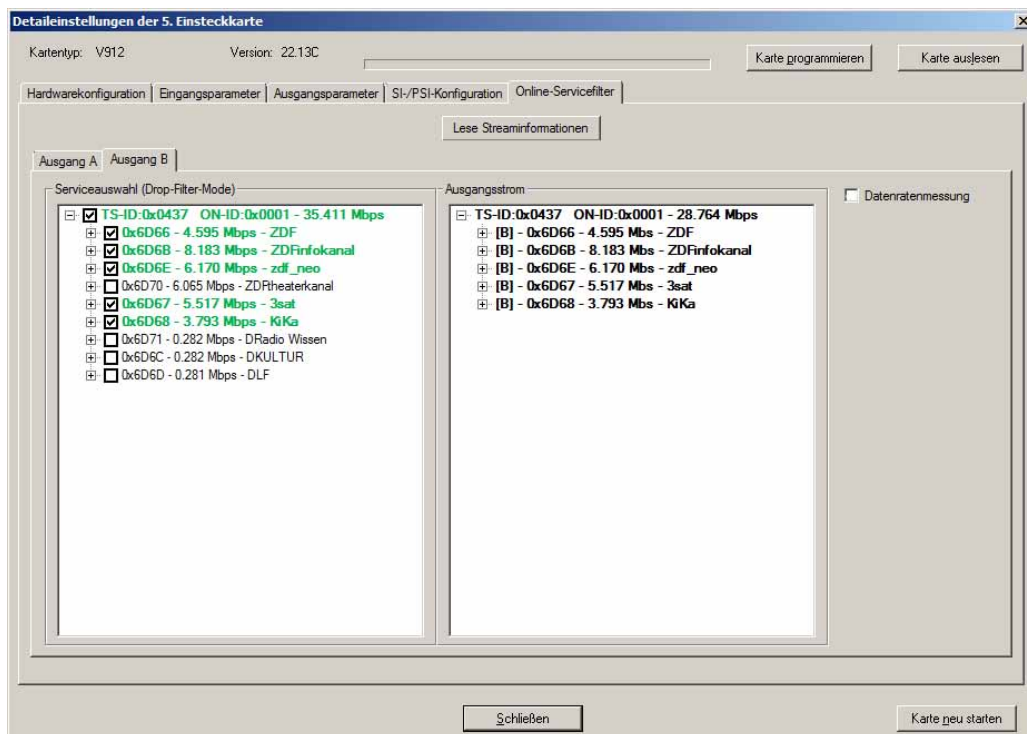 Detaileinstellungen der 5. Einsteckkarte
Kartentyp: V912 Version: 22.13C
Karte programmieren Karte auslesen
Hardwarekonfiguration Eingangsparameter Ausgangsparameter SI-/PSI-Konfiguration Online-Servicefilter
Lese Streaminformationen
Ausgang A Ausgang B
Serviceauswahl (Drop-Filter-Mode)
TS-ID:0x0437 ON-ID:0x0001 - 35.411 Mbps
0x6D66 - 4.595 Mbps - ZDF
0x6D6B - 8.183 Mbps - ZDFinfokanal
0x6D6E - 6.170 Mbps - zdf_neo
0x6D70 - 6.065 Mbps - ZDFtheaterkanal
0x6D67 - 5.517 Mbps - 3sat
0x6D68 - 3.793 Mbps - KiKa
0x6D71 - 0.282 Mbps - DRadio Wissen
0x6D6C - 0.282 Mbps - DKULTUR
0x6D6D - 0.281 Mbps - DLF
Ausgangsstrom
TS-ID:0x0437 ON-ID:0x0001 - 28.764 Mbps
[B] - 0x6D66 - 4.595 Mbs - ZDF
[B] - 0x6D6B - 8.183 Mbs - ZDFinfokanal
[B] - 0x6D6E - 6.170 Mbs - zdf_neo
[B] - 0x6D67 - 5.517 Mbs - 3sat
[B] - 0x6D68 - 3.793 Mbs - KiKa
Datenratenmessung
Schließen
Karte neu starten